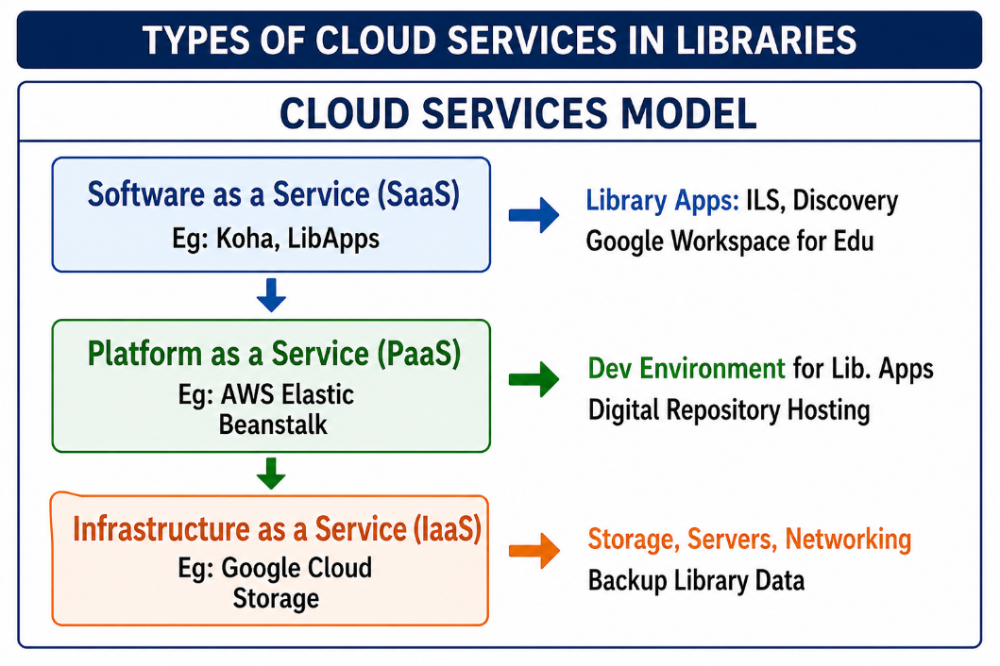 TYPES OF CLOUD SERVICES IN LIBRARIES
CLOUD SERVICES MODEL
Software as a Service (SaaS)
Eg: Koha, LibApps
Library Apps: ILS, Discovery
Google Workspace for Edu
Platform as a Service (PaaS)
Eg: AWS Elastic
Beanstalk
Dev Environment for Lib. Apps
Digital Repository Hosting
Infrastructure as a Service (IaaS)
Eg: Google Cloud
Storage
Storage, Servers, Networking
Backup Library Data